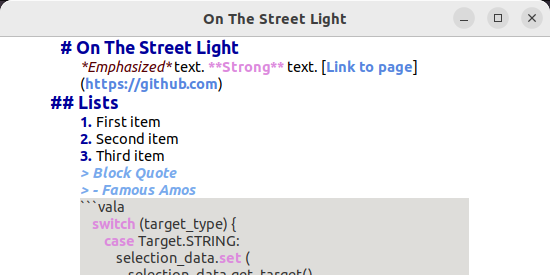 On The Street Light
# On The Street Light
*Emphasized* text. **Strong** text. [Link to page]
(https://github.com)
## Lists
1. First item
2. Second item
3. Third item
> Block Quote
> - Famous Amos
```vala
switch (target_type) {
case Target.STRING:
selection_data.set (
selection_data.get_target()